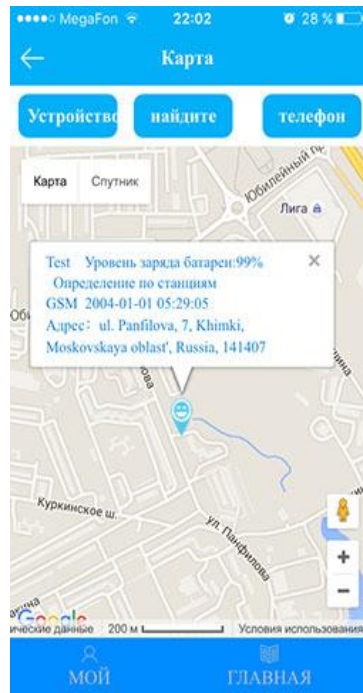 MegaFon 22:02 28 %
Карта
Устройство найдите телефон
Карта Спутник
Юбилейный пр.
Лига
Test Уровень заряда батареи:99%
Определение по станциям
GSM 2004-01-01 05:29:05
Адрес: ul. Panfilova, 7, Khimki,
Moskovskaya oblast', Russia, 141407
Куркинское ш.
ул. Панфилова
Google
ические данные 200 м Условия использования
МОЙ ГЛАВНАЯ